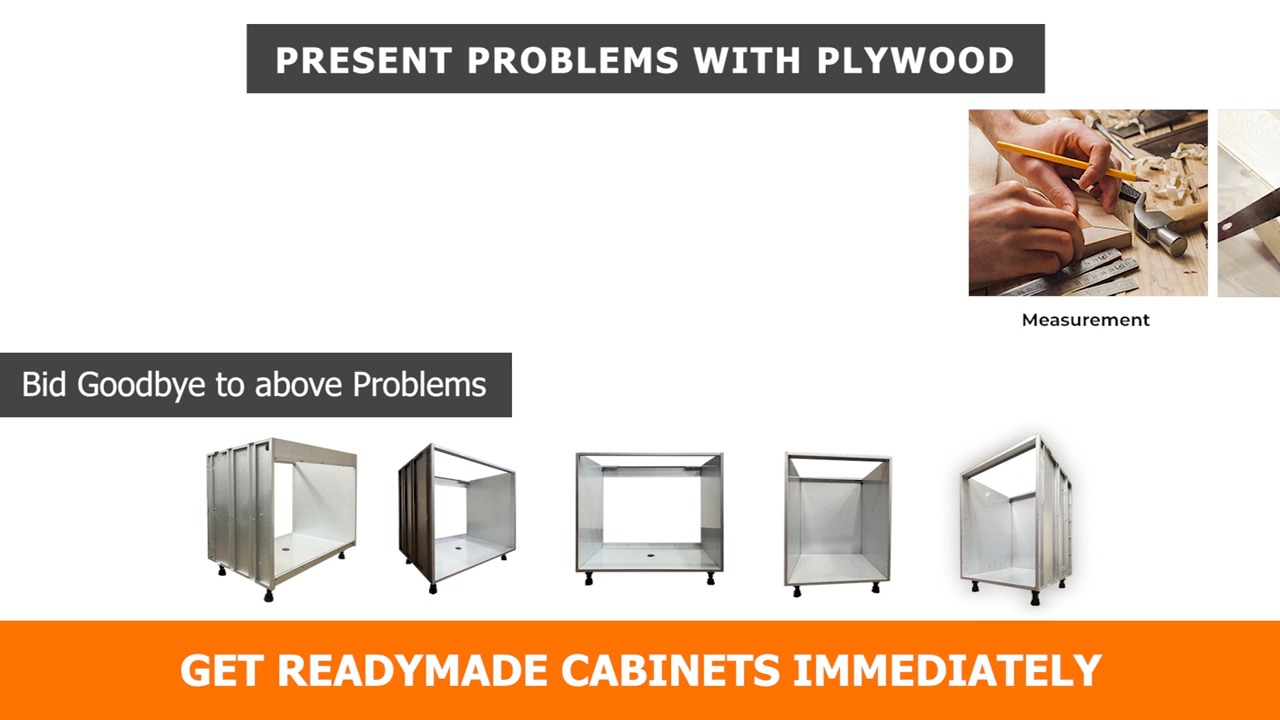 PRESENT PROBLEMS WITH PLYWOOD
Measurement
Bid Goodbye to above Problems
GET READYMADE CABINETS IMMEDIATELY